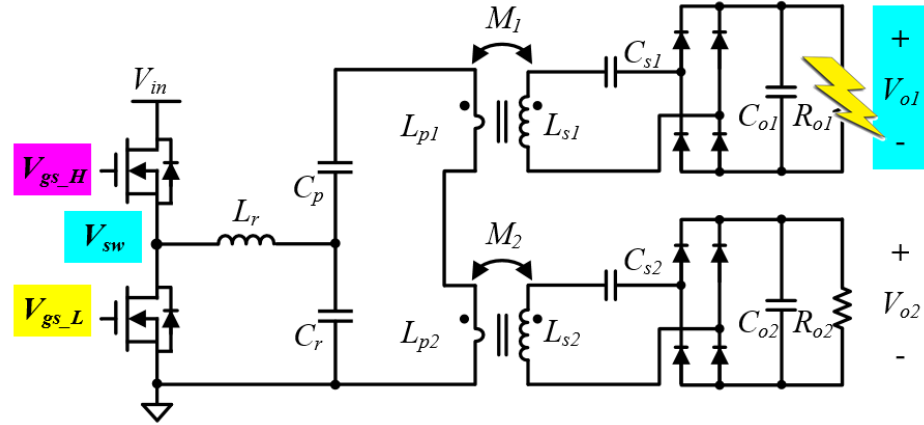 M1
Cs1
Vin
+
Vo1
-
Lp1
Ls1
Co1
Ro1
Vgs_H
Cp
Lr
Vsw
M2
Cs2
+
Vo2
-
Vgs_L
Cr
Lp2
Ls2
Co2
Ro2